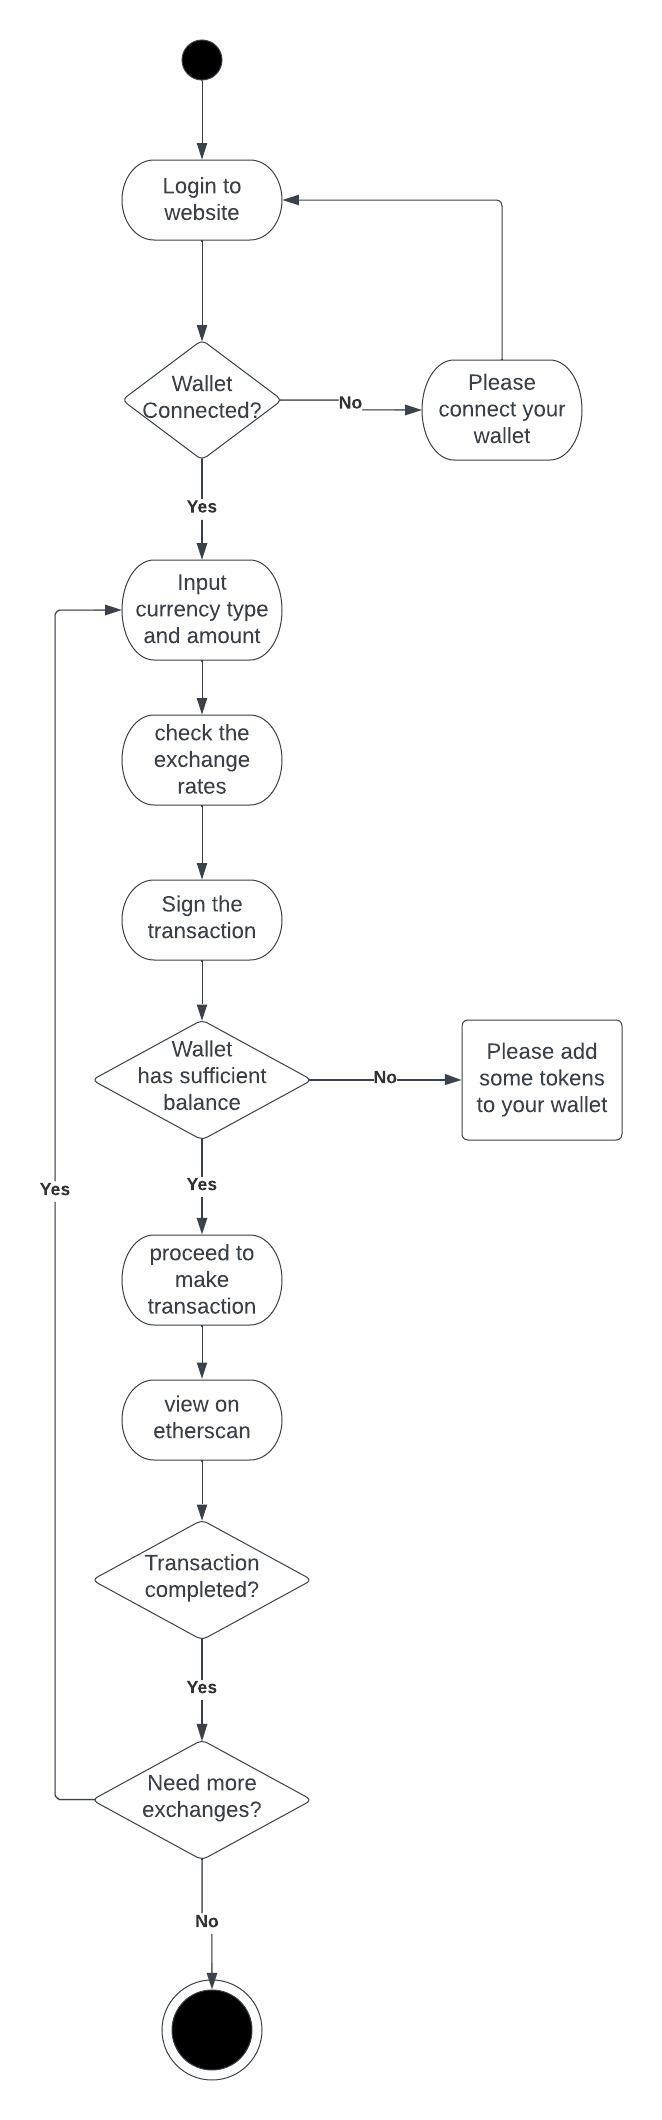 Login to
website
Wallet
Connected?
No
Please
connect your
wallet
Yes
Input
currency type
and amount
check the
exchange
rates
Sign the
transaction
Wallet
has sufficient
balance
No
Please add
some tokens
to your wallet
Yes
Yes
proceed to
make
transaction
view on
etherscan
Transaction
completed?
Yes
Need more
exchanges?
No